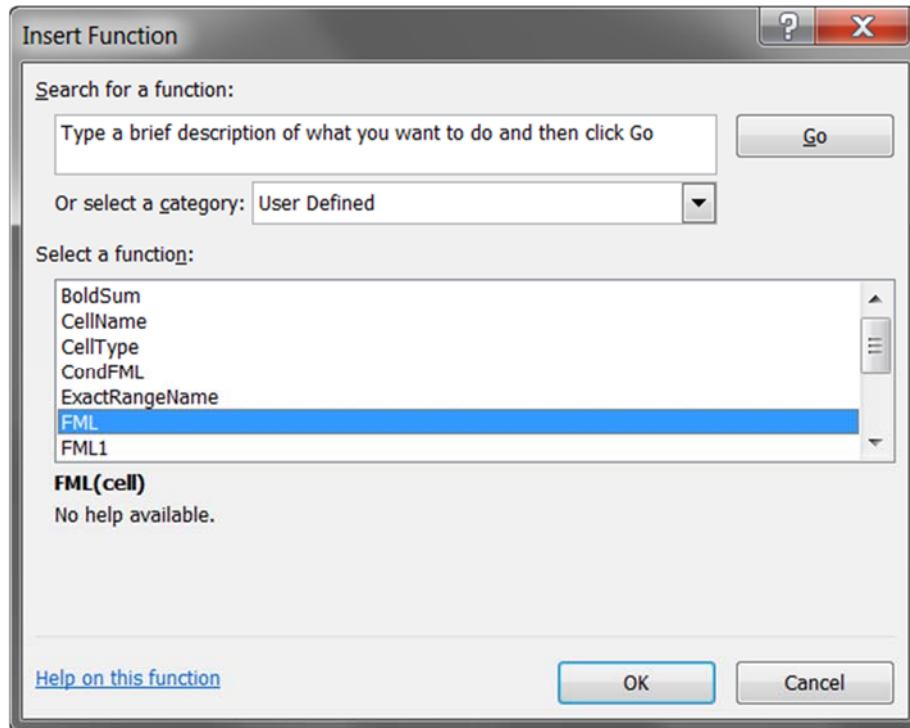 Insert Function
Search for a function:
Type a brief description of what you want to do and then click Go
Go
Or select a category: User Defined
Select a function:
BoldSum
CellName
CellType
CondFML
ExactRangeName
FML
FML1
FML(cell)
No help available.
Help on this function
OK
Cancel